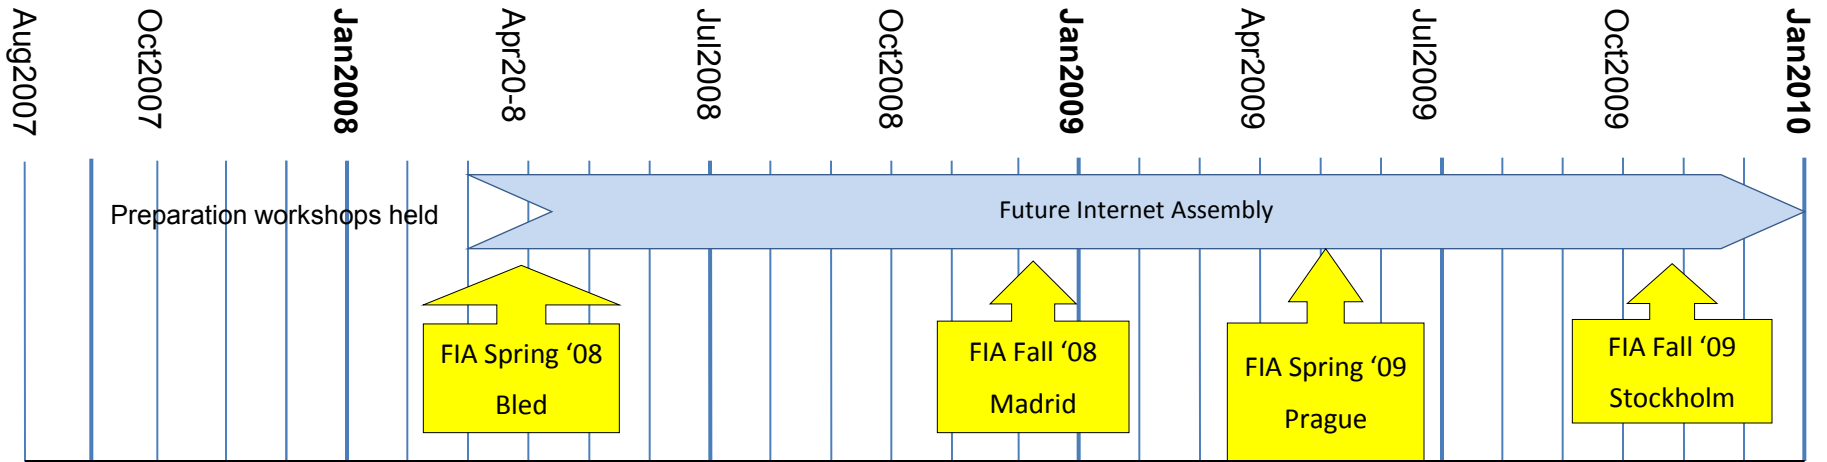 Aug2007
Oct2007
Jan2008
Apr20-8
Jul2008
Oct2008
Jan2009
Apr2009
Jul2009
Oct2009
Jan2010
Preparation workshops held
Future Internet Assembly
FIA Spring ‘08
Bled
FIA Fall ‘08
Madrid
FIA Spring ‘09
Prague
FIA Fall ‘09
Stockholm